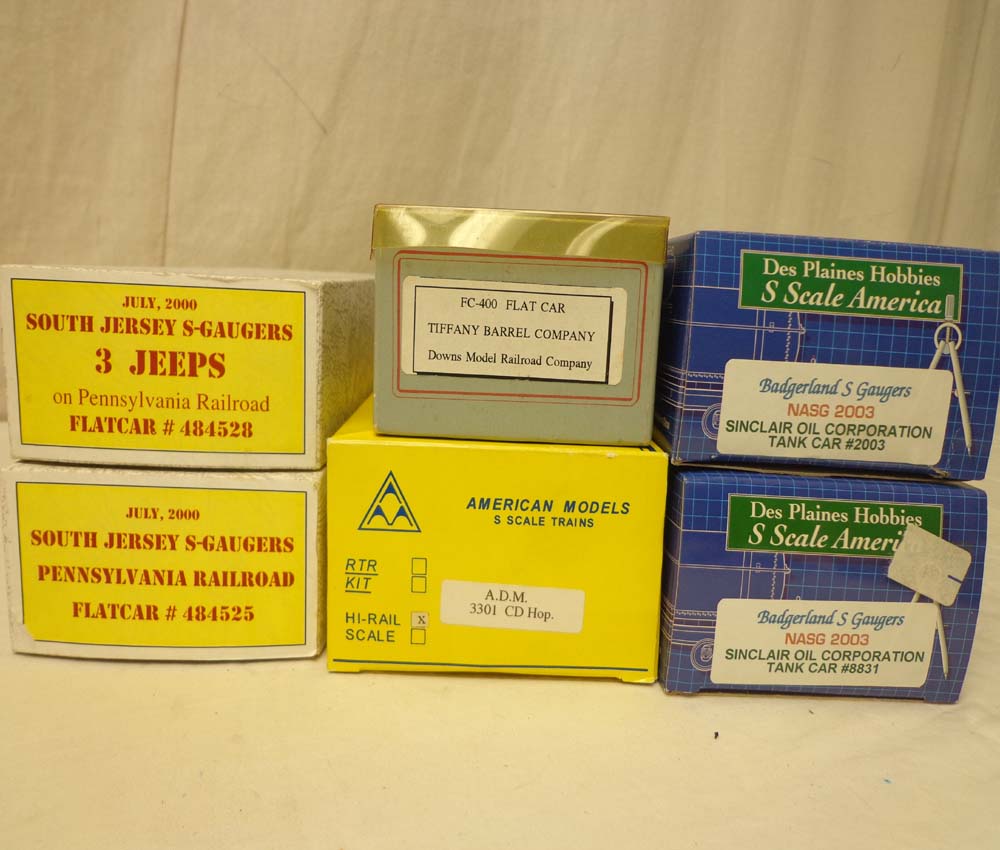 JULY, 2000
SOUTH JERSEY S-GAUGERS
3 JEEPS
on Pennsylvania Railroad
FLATCAR # 484528
JULY, 2000
SOUTH JERSEY S-GAUGERS
PENNSYLVANIA RAILROAD
FLATCAR # 484525
FC-400 FLAT CAR
TIFFANY BARREL COMPANY
Downs Model Railroad Company
AMERICAN MODELS
S SCALE TRAINS
RTR
KIT
HI-RAIL X
SCALE
A.D.M.
3301 CD Hop.
Des Plaines Hobbies
S Scale America
Badgerland S Gaugers
NASG 2003
SINCLAIR OIL CORPORATION
TANK CAR #2003
Des Plaines Hobbies
S Scale Ameri
Badgerland S Gaugers
NASG 2003
SINCLAIR OIL CORPORATION
TANK CAR #8831